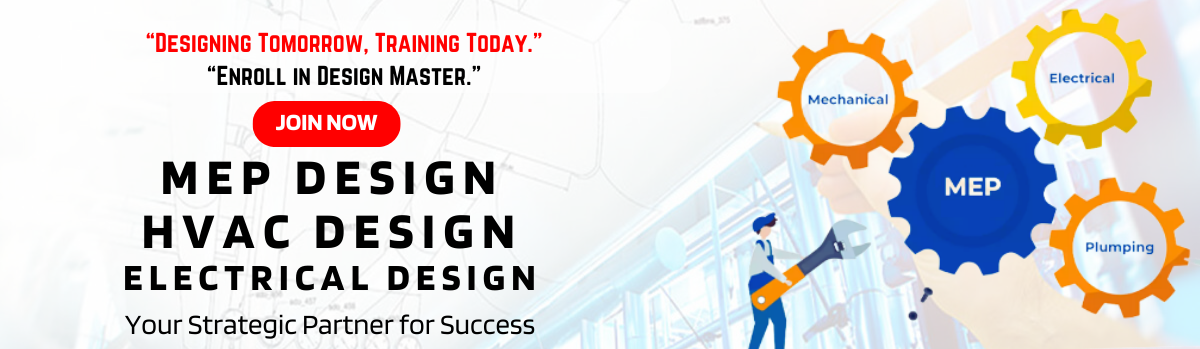 “Designing Tomorrow, Training Today.”
“Enroll in Design Master.”
JOIN NOW
MEP DESIGN
HVAC DESIGN
ELECTRICAL DESIGN
Your Strategic Partner for Success
Mechanical
Electrical
MEP
Plumping